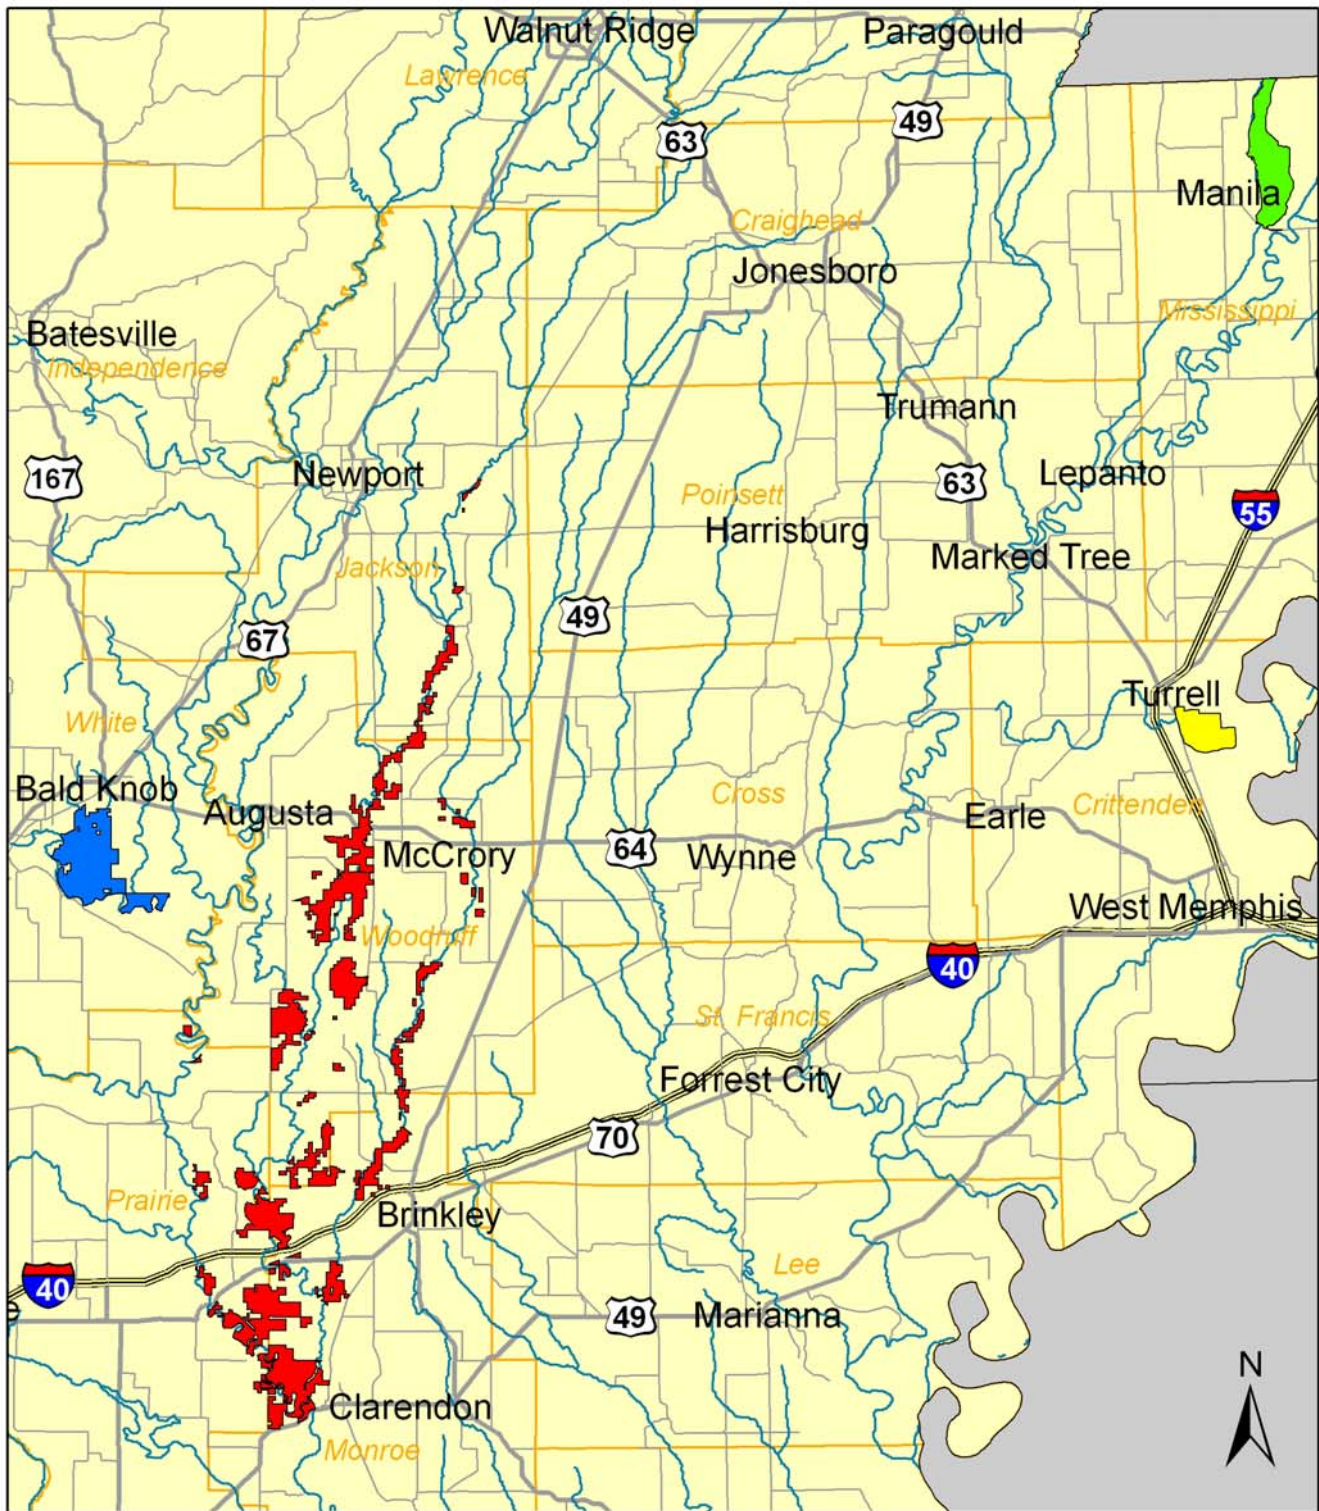 Walnut Ridge
Paragould
Lawrence
49
63
Manila
Craighead
Jonesboro
Mississippi
Batesville
Independence
Trumann
167
Newport
Lepanto
63
Poinsett
55
Harrisburg
Marked Tree
Jackson
49
67
Turrell
White
Bald Knob
Cross
Crittenden
Augusta
Earle
McCrory
64
Wynne
West Memphis
Woodruff
40
St. Francis
Forrest City
70
Prairie
Brinkley
Lee
40
e
49
Marianna
N
Clarendon
Monroe